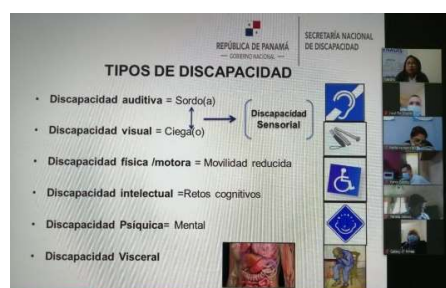 REPÚBLICA DE PANAMÁ
— GOBIERNO NACIONAL —
SECRETARÍA NACIONAL
DE DISCAPACIDAD
TIPOS DE DISCAPACIDAD
• Discapacidad auditiva = Sordo(a)
• Discapacidad visual = Ciega(o)
Discapacidad
Sensorial
• Discapacidad física /motora = Movilidad reducida
• Discapacidad intelectual =Retos cognitivos
• Discapacidad Psíquica= Mental
• Discapacidad Visceral